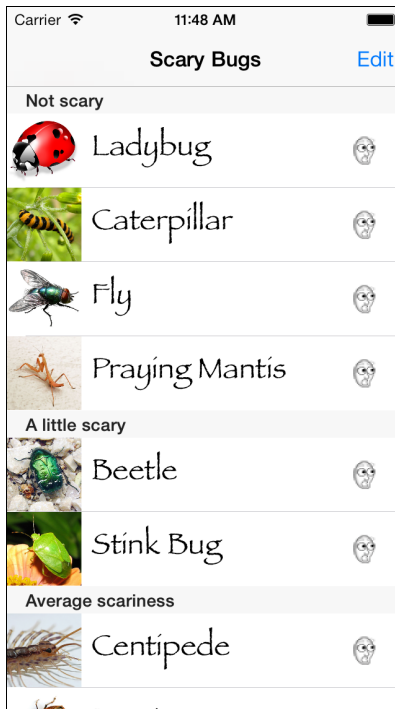 Carrier 11:48 AM
Scary Bugs Edit
Not scary
Ladybug
Caterpillar
Fly
Praying Mantis
A little scary
Beetle
Stink Bug
Average scariness
Centipede